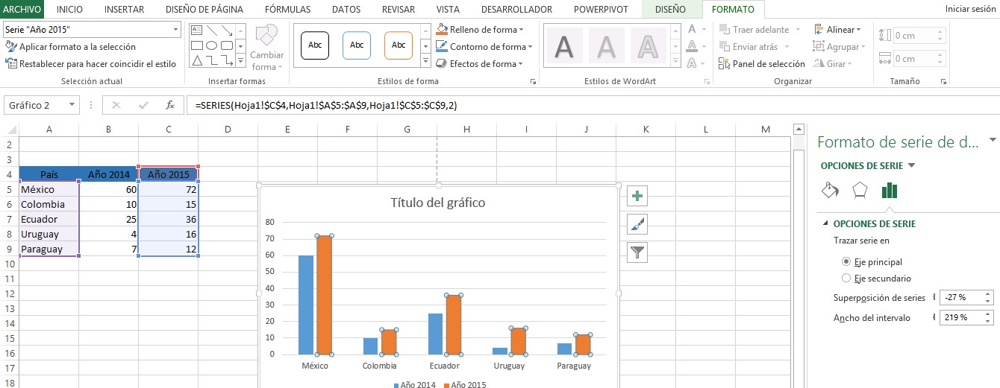 ARCHIVO INICIO INSERTAR DISEÑO DE PÁGINA FÓRMULAS DATOS REVISAR VISTA DESARROLLADOR POWERPIVOT DISEÑO FORMATO Iniciar sesión
Serie "Año 2015"
Aplicar formato a la selección
Restablecer para hacer coincidir el estilo
Selección actual
Cambiar
forma
Insertar formas
Abc Abc Abc
Relleno de forma
Contorno de forma
Efectos de forma
Estilos de forma
A A A
A
A
A
Estilos de WordArt
Traer adelante
Enviar atrás
Panel de selección
Alinear
Agrupar
Girar
Organizar
0 cm
0 cm
Tamaño
Gráfico 2 fx =SERIES(Hoja1!$C$4,Hoja1!$A$5:$A$9,Hoja1!$C$5:$C$9,2)
A B C D E F G H I J K L M
2
3
4 País Año 2014 Año 2015
5 México 60 72
6 Colombia 10 15
7 Ecuador 25 36
8 Uruguay 4 16
9 Paraguay 7 12
10
11
12
13
14
15
16
17
18
Título del gráfico
80
70
60
50
40
30
20
10
0
México Colombia Ecuador Uruguay Paraguay
Año 2014 Año 2015
Formato de serie de d...
OPCIONES DE SERIE
OPCIONES DE SERIE
Trazar serie en
Eje principal
Eje secundario
Superposición de series -27 %
Ancho del intervalo 219 %